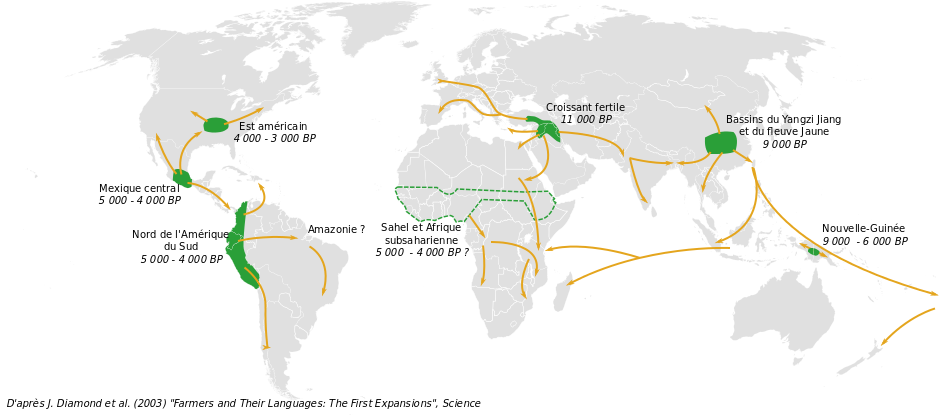 Croissant fertile
11 000 BP
Bassins du Yangzi Jiang
et du fleuve Jaune
9 000 BP
Est américain
4 000 - 3 000 BP
Mexique central
5 000 - 4 000 BP
Nord de l'Amérique
du Sud
5 000 - 4 000 BP
Amazonie ?
Sahel et Afrique
subsaharienne
5 000 - 4 000 BP ?
Nouvelle-Guinée
9 000 - 6 000 BP
D'après J. Diamond et al. (2003) "Farmers and Their Languages: The First Expansions", Science